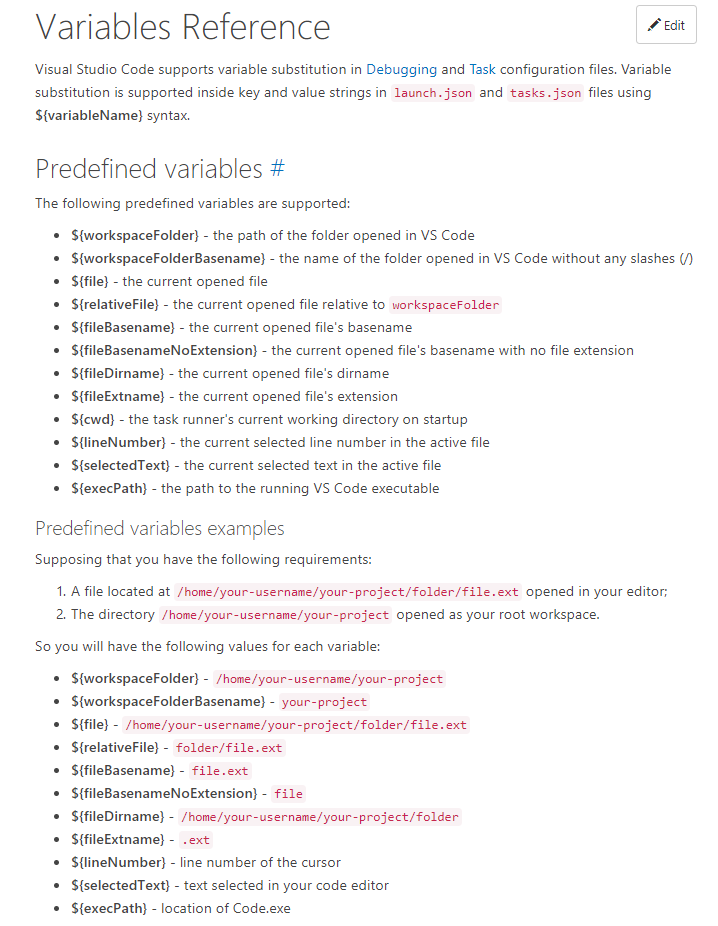 Variables Reference
Edit
Visual Studio Code supports variable substitution in Debugging and Task configuration files. Variable
substitution is supported inside key and value strings in launch.json and tasks.json files using
${variableName} syntax.
Predefined variables #
The following predefined variables are supported:
• ${workspaceFolder} - the path of the folder opened in VS Code
• ${workspaceFolderBasename} - the name of the folder opened in VS Code without any slashes (/)
• ${file} - the current opened file
• ${relativeFile} - the current opened file relative to workspaceFolder
• ${fileBasename} - the current opened file's basename
• ${fileBasenameNoExtension} - the current opened file's basename with no file extension
• ${fileDirname} - the current opened file's dirname
• ${fileExtname} - the current opened file's extension
• ${cwd} - the task runner's current working directory on startup
• ${lineNumber} - the current selected line number in the active file
• ${selectedText} - the current selected text in the active file
• ${execPath} - the path to the running VS Code executable
Predefined variables examples
Supposing that you have the following requirements:
1. A file located at /home/your-username/your-project/folder/file.ext opened in your editor;
2. The directory /home/your-username/your-project opened as your root workspace.
So you will have the following values for each variable:
• ${workspaceFolder} - /home/your-username/your-project
• ${workspaceFolderBasename} - your-project
• ${file} - /home/your-username/your-project/folder/file.ext
• ${relativeFile} - folder/file.ext
• ${fileBasename} - file.ext
• ${fileBasenameNoExtension} - file
• ${fileDirname} - /home/your-username/your-project/folder
• ${fileExtname} - .ext
• ${lineNumber} - line number of the cursor
• ${selectedText} - text selected in your code editor
• ${execPath} - location of Code.exe